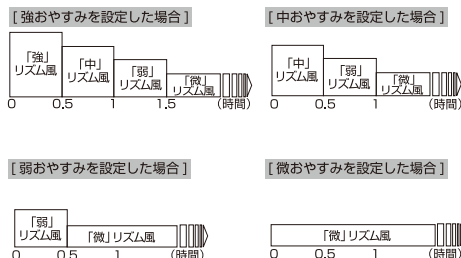 [ 強おやすみを設定した場合 ]
「強」
リズム風
「中」
リズム風
「弱」
リズム風
「微」
リズム風
0 0.5 1 1.5 (時間)
[ 中おやすみを設定した場合 ]
「中」
リズム風
「弱」
リズム風
「微」
リズム風
0 0.5 1 (時間)
[ 弱おやすみを設定した場合 ]
「弱」
リズム風
「微」リズム風
0 0.5 1 (時間)
[ 微おやすみを設定した場合 ]
「微」リズム風
0 0.5 1 (時間)